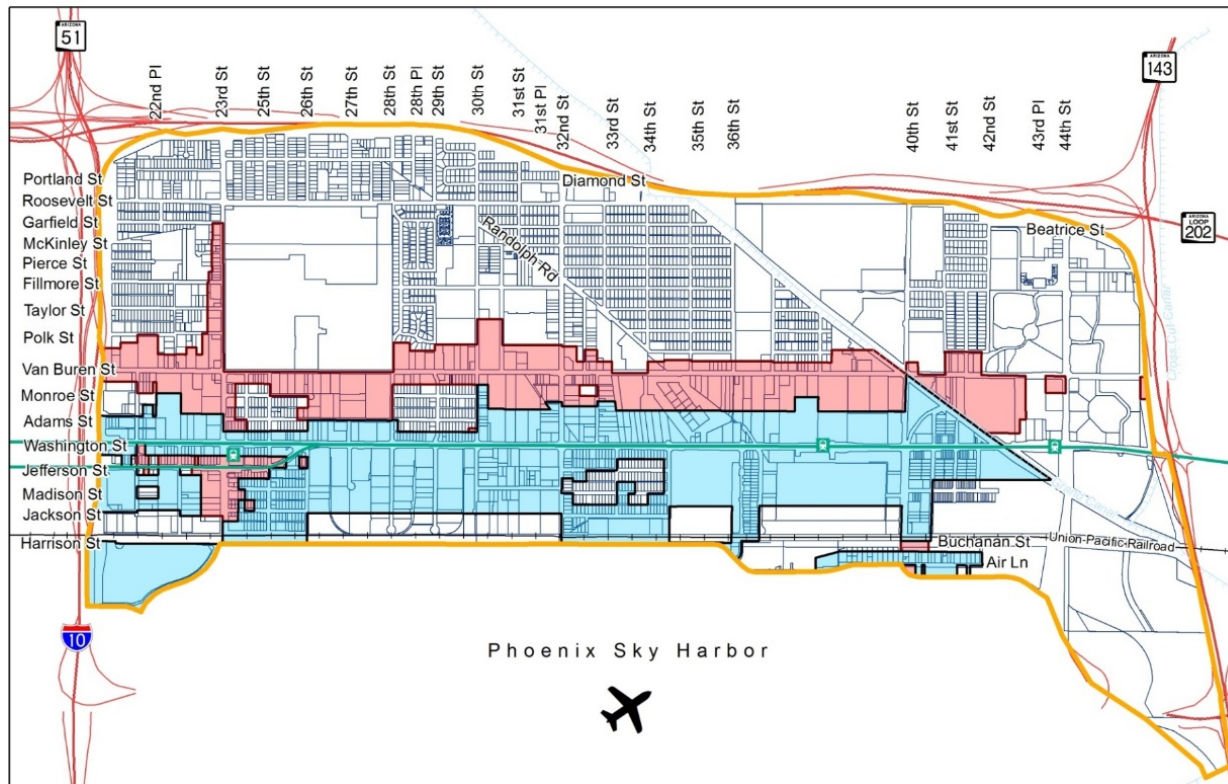 ARIZONA
51
ARIZONA
143
22nd Pl
23rd St
25th St
26th St
27th St
28th St
28th Pl
29th St
30th St
31st St
31st Pl
32nd St
33rd St
34th St
35th St
36th St
40th St
41st St
42nd St
43rd Pl
44th St
Portland St
Diamond St
Roosevelt St
Garfield St
ARIZONA
LOOP
202
Beatrice St
McKinley St
Randolph Rd
Pierce St
Fillmore St
Taylor St
Polk St
Van Buren St
Monroe St
Adams St
Washington St
Jefferson St
Madison St
Jackson St
Harrison St
Buchanan St
Union Pacific Railroad
Air Ln
10
Phoenix Sky Harbor